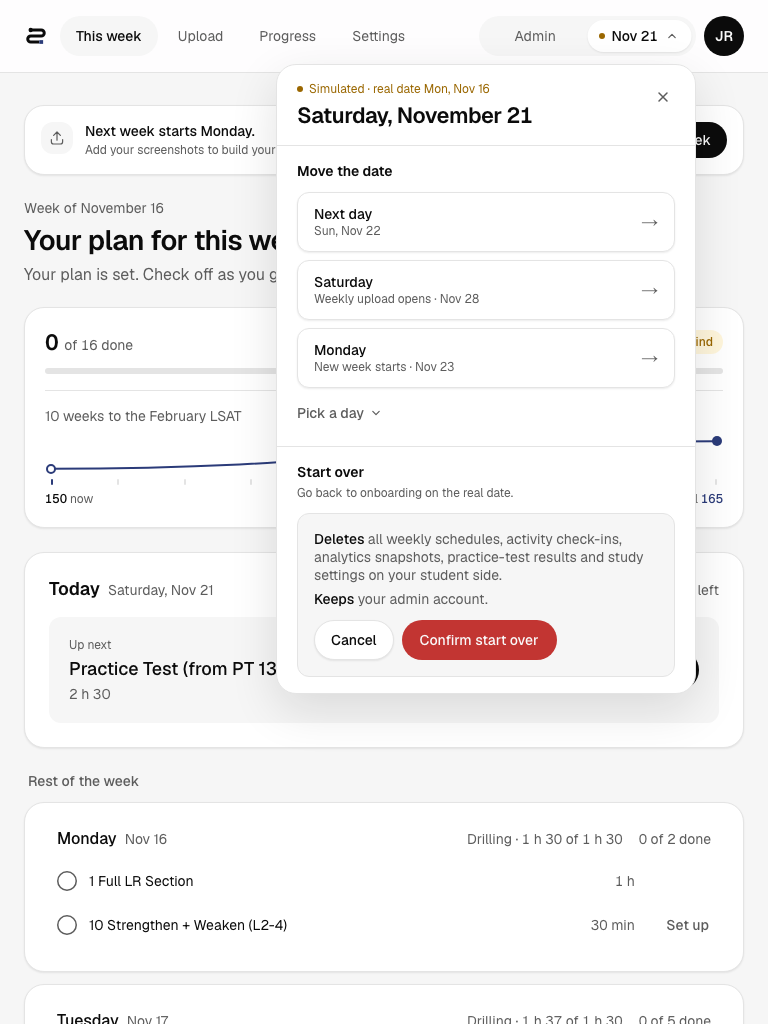 This week
Upload
Progress
Settings
Admin
Nov 21
JR
Simulated · real date Mon, Nov 16
Saturday, November 21
Next week starts Monday.
Add your screenshots to build your
Move the date
Next day
Sun, Nov 22
Saturday
Weekly upload opens · Nov 28
Monday
New week starts · Nov 23
Pick a day
Start over
Go back to onboarding on the real date.
Deletes all weekly schedules, activity check-ins,
analytics snapshots, practice-test results and study
settings on your student side.
Keeps your admin account.
Cancel
Confirm start over
Week of November 16
Your plan for this
Your plan is set. Check off as you
0 of 16 done
10 weeks to the February LSAT
150 now
165
Today Saturday, Nov 21
left
Up next
Practice Test (from PT 13
2 h 30
Rest of the week
Monday Nov 16
Drilling · 1 h 30 of 1 h 30 0 of 2 done
1 Full LR Section
1 h
10 Strengthen + Weaken (L2-4)
30 min Set up
Tuesday Nov 17
Drilling · 1 h 37 of 1 h 30 0 of 5 done